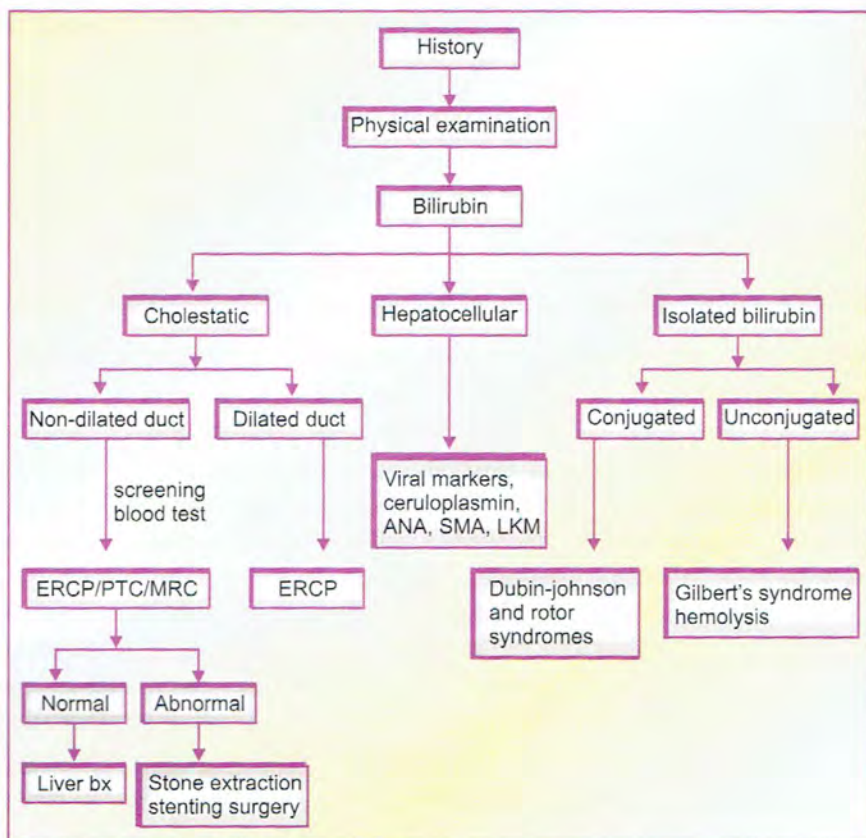 History
Physical examination
Bilirubin
Cholestatic
Hepatocellular
Isolated bilirubin
Non-dilated duct
Dilated duct
Conjugated
Unconjugated
screening
blood test
Viral markers,
ceruloplasmin,
ANA, SMA, LKM
ERCP/PTC/MRC
ERCP
Dubin-johnson
and rotor
syndromes
Gilbert's syndrome
hemolysis
Normal
Abnormal
Liver bx
Stone extraction
stenting surgery